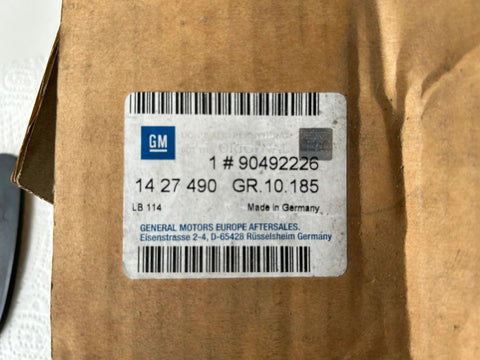 GM
ORIGINAL
1 # 90492226
14 27 490 GR.10.185
LB 114 Made in Germany
GENERAL MOTORS EUROPE AFTERSALES.
Eisenstrasse 2-4, D-65428 Rüsselsheim Germany